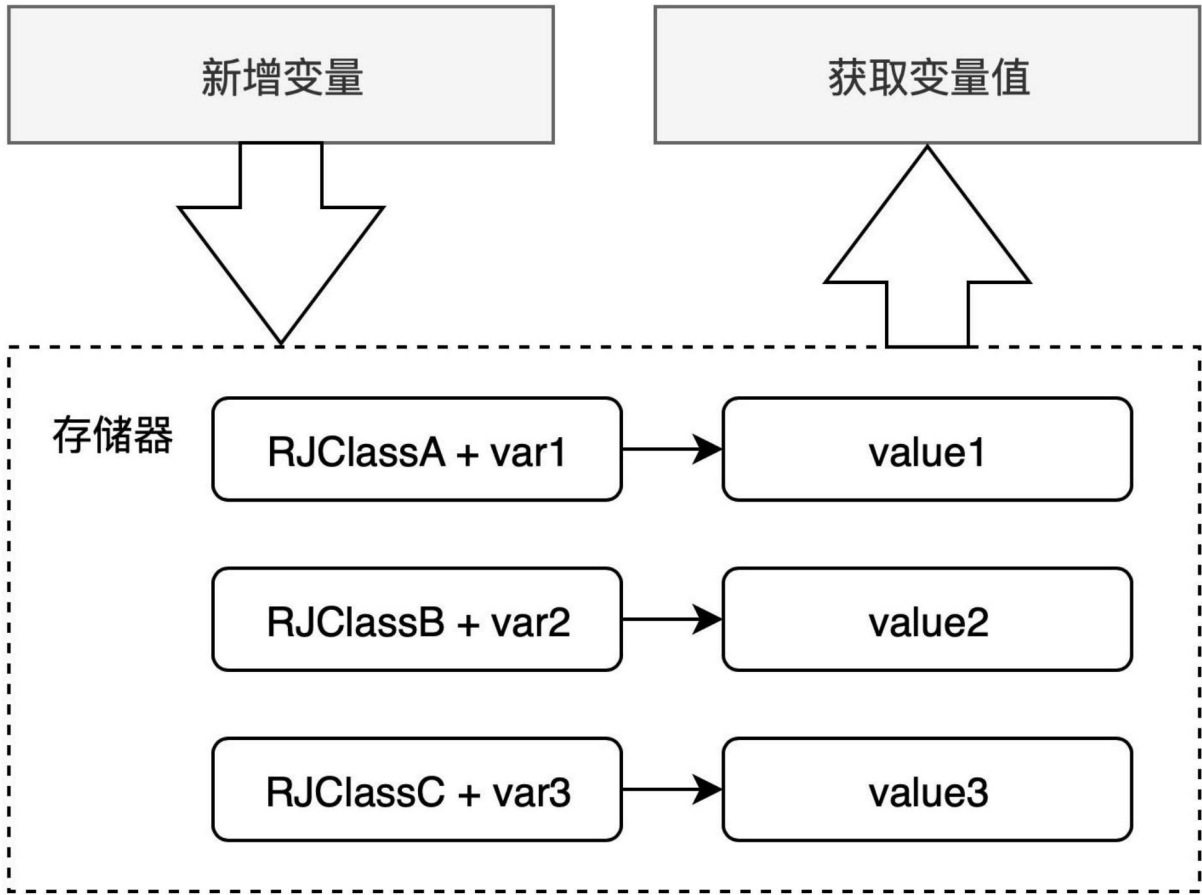 新增变量
获取变量值
存储器
RJClassA + var1
value1
RJClassB + var2
value2
RJClassC + var3
value3